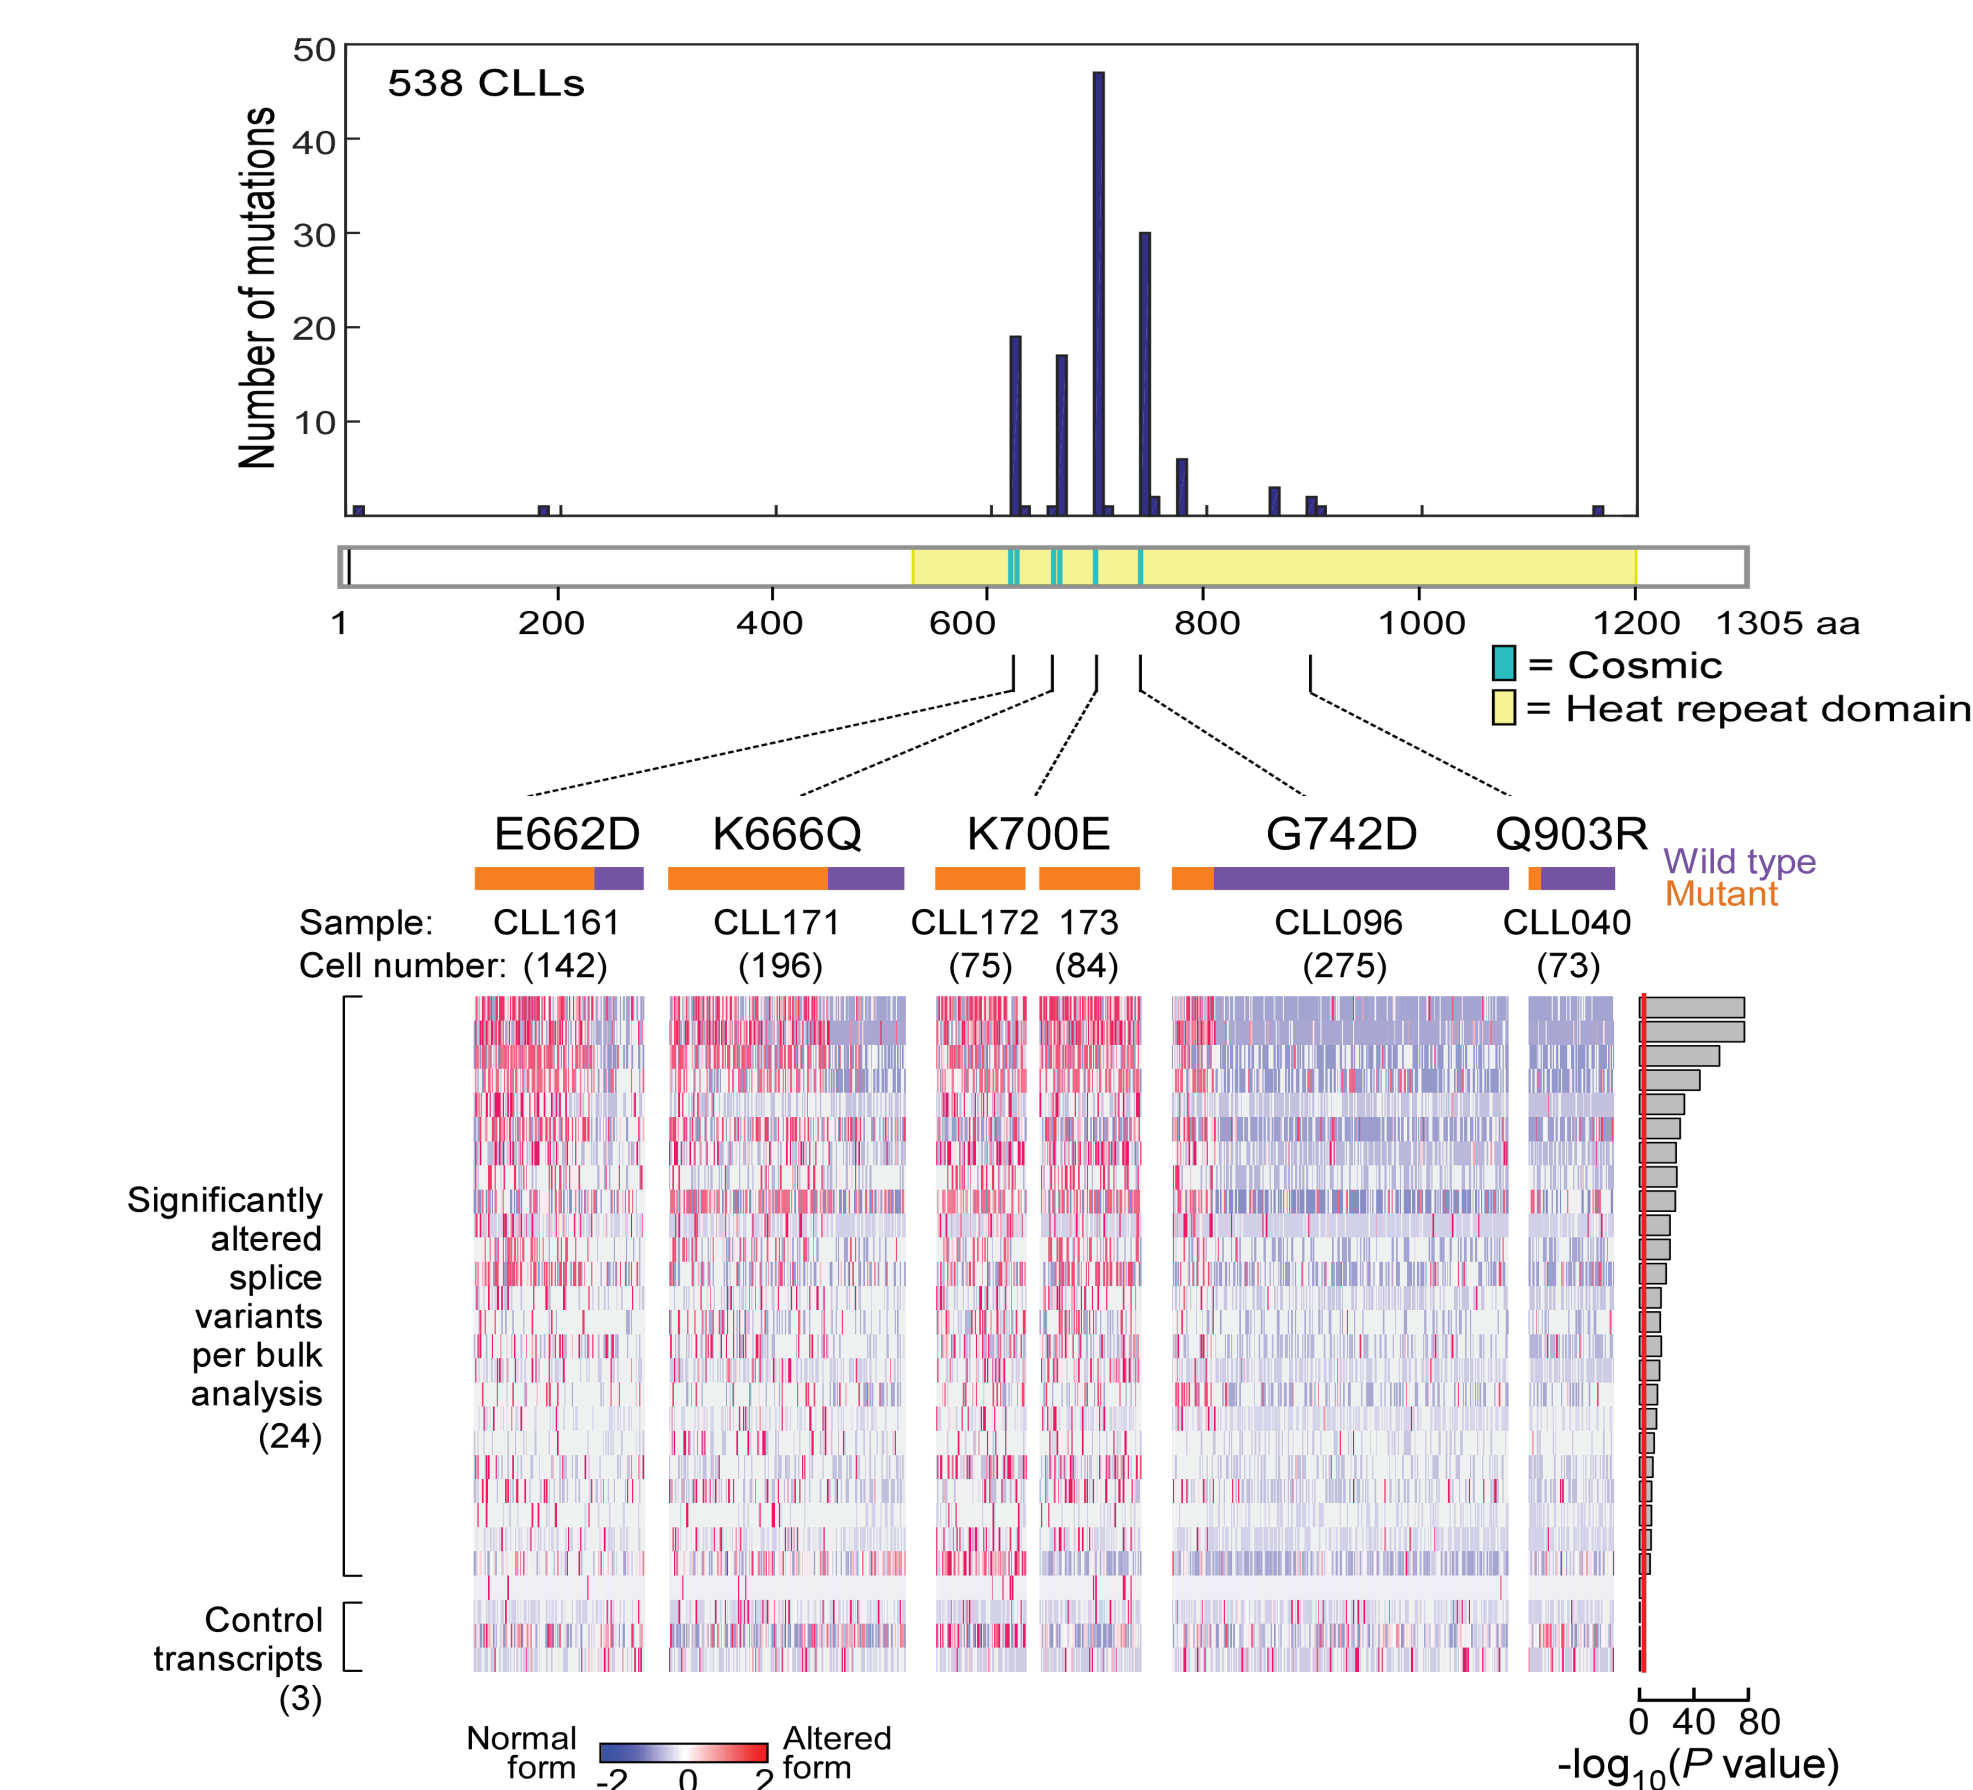 50
538 CLLs
40
30
20
10
Number of mutations
1 200 400 600 800 1000 1200 1305 aa
= Cosmic
= Heat repeat domain
E662D K666Q K700E G742D Q903R
Wild type
Mutant
Sample: CLL161 CLL171 CLL172 173 CLL096 CLL040
Cell number: (142) (196) (75) (84) (275) (73)
Significantly
altered
splice
variants
per bulk
analysis
(24)
Control
transcripts
(3)
Normal
form
-2 0 2
Altered
form
0 40 80
-log10(P value)